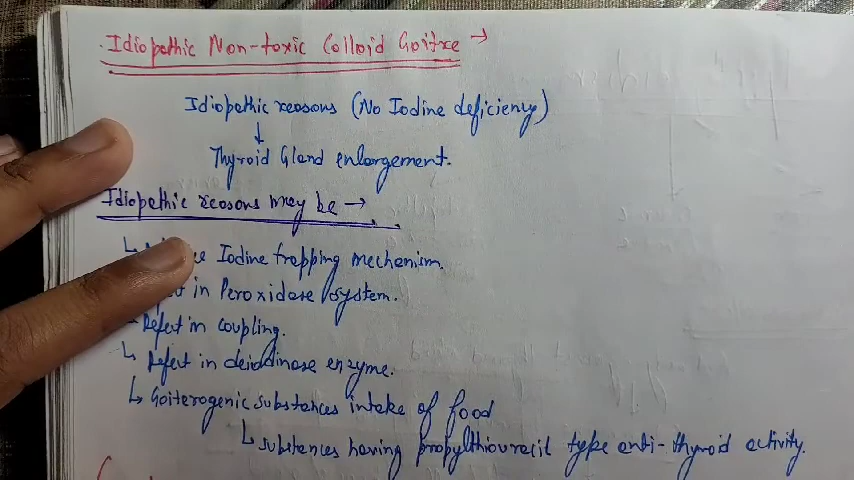 Idiopathic Non-toxic Colloid Goitre →
Idiopathic reasons (No Iodine deficiency)
↓
Thyroid Gland enlargement.
Idiopathic reasons may be →
Iodine trapping mechanism.
in Peroxidase system.
- Defect in coupling.
↳ Defect in deiodinase enzyme.
↳ Goiterogenic substances intake of food
↳ substances having propylthiouracil type anti-thyroid activity.